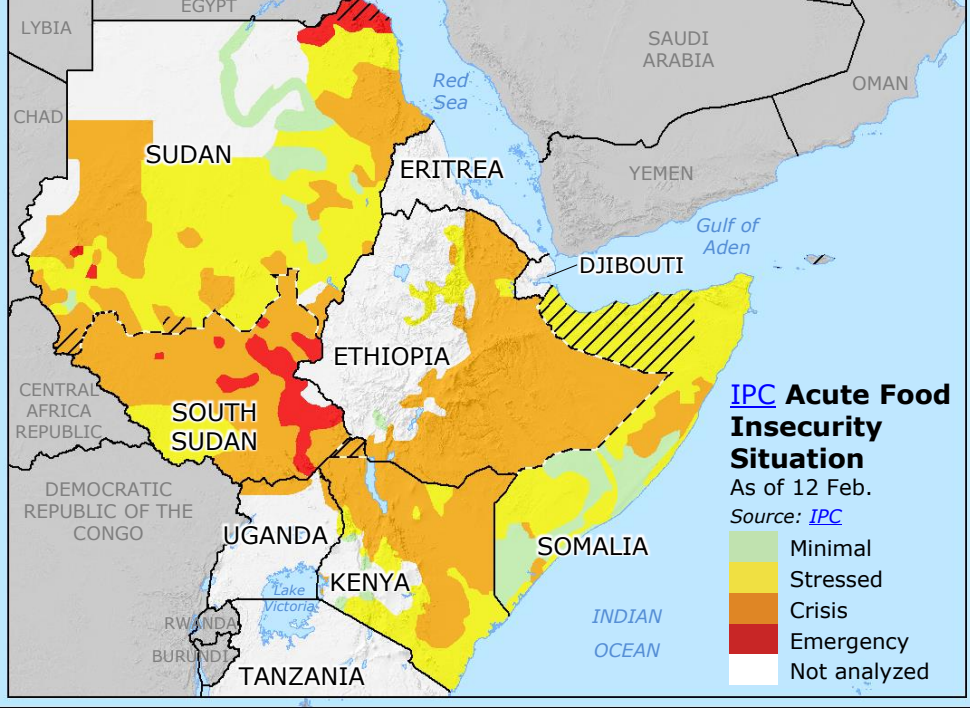 EGYPT
LYBIA
SAUDI
ARABIA
OMAN
Red
Sea
CHAD
SUDAN
ERITREA
YEMEN
Gulf of
Aden
DJIBOUTI
ETHIOPIA
CENTRAL
AFRICA
REPUBLIC
SOUTH
SUDAN
IPC Acute Food
Insecurity
Situation
As of 12 Feb.
Source: IPC
Minimal
Stressed
Crisis
Emergency
Not analyzed
DEMOCRATIC
REPUBLIC OF THE
CONGO
UGANDA
SOMALIA
KENYA
Lake
Victoria
INDIAN
OCEAN
RWANDA
BURUNDI
TANZANIA